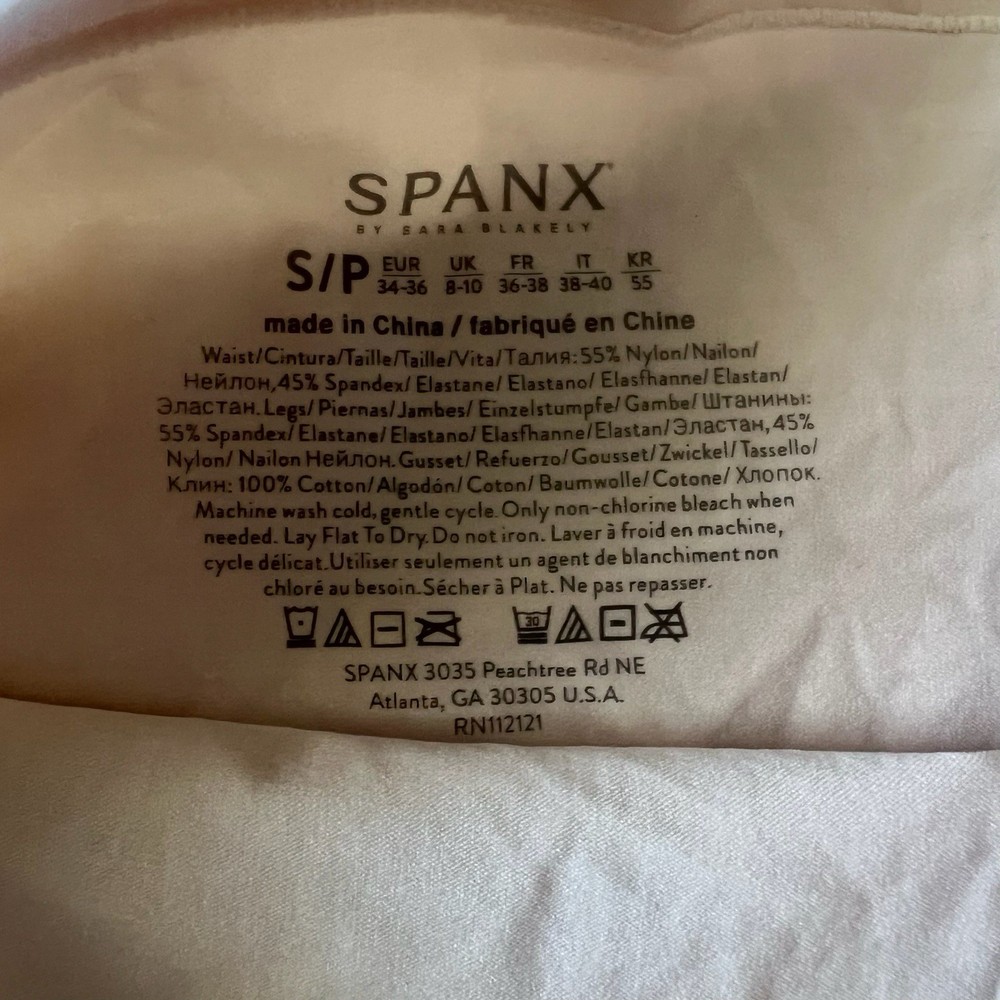 SPANX®
BY SARA BLAKELY
S/P EUR 34-36 UK 8-10 FR 36-38 IT 38-40 KR 55
made in China / fabriqué en Chine
Waist/Cintura/Taille/Taille/Vita/Талия:55% Nylon/Nailon/
Нейлон,45% Spandex/ Elastane/ Elastano/ Elasfhanne/ Elastan/
Эластан. Legs/ Piernas/Jambes/ Einzelstumpfe/ Gambe/ Штанины:
55% Spandex/ Elastane/ Elastano/ Elasfhanne/Elastan/Эластан, 45%
Nylon/ Nailon Нейлон. Gusset/ Refuerzo/Gousset/Zwickel/Tassello/
Клин: 100% Cotton/Algodón/ Coton/ Baumwolle/ Cotone/ Хлопок.
Machine wash cold, gentle cycle. Only non-chlorine bleach when
needed. Lay Flat To Dry. Do not iron. Laver à froid en machine,
cycle délicat.Utiliser seulement un agent de blanchiment non
chloré au besoin. Sécher à Plat. Ne pas repasser.
30
SPANX 3035 Peachtree Rd NE
Atlanta, GA 30305 U.S.A.
RN112121